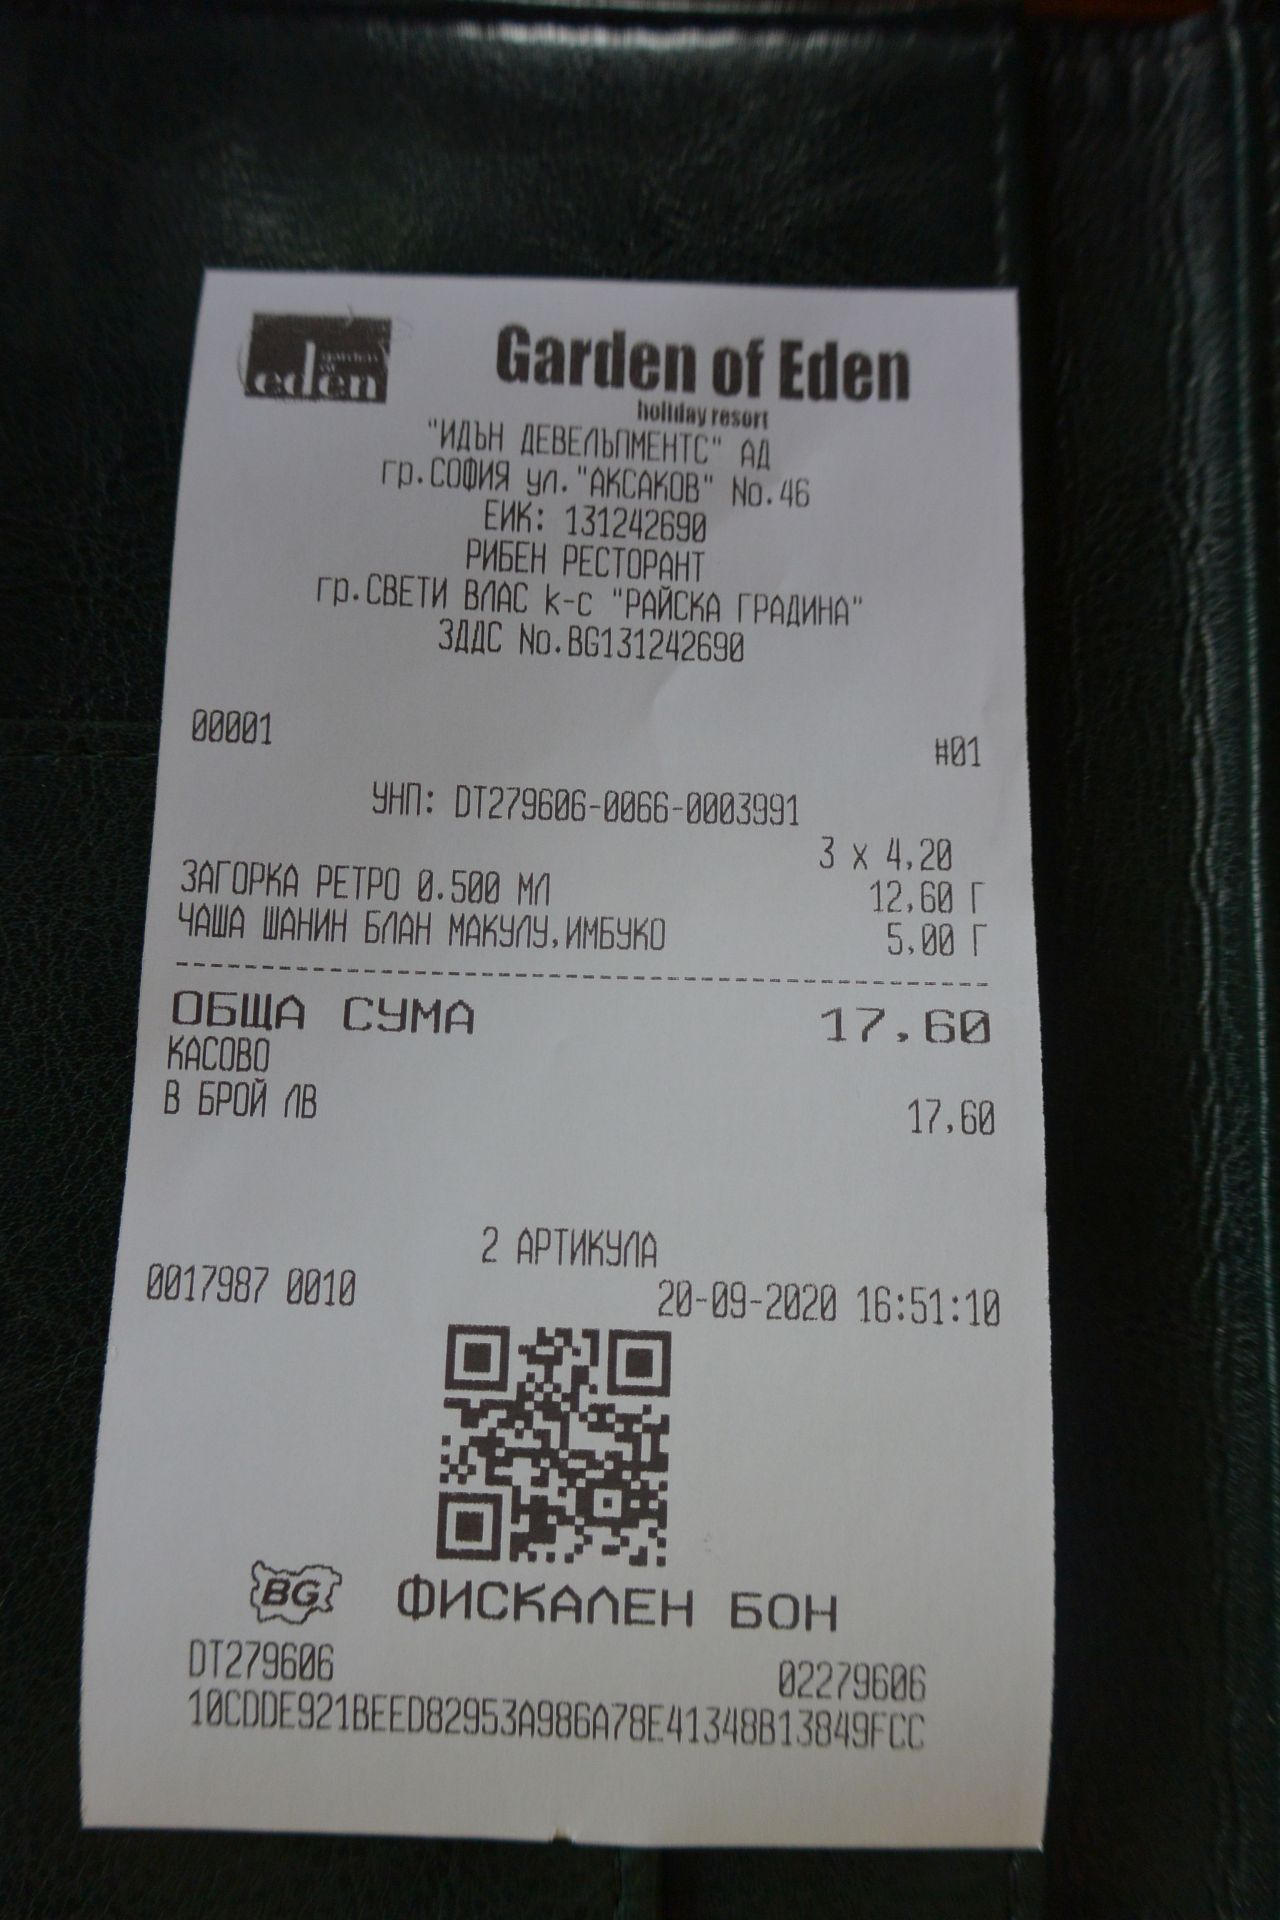 garden
of
eden
Garden of Eden
holiday resort
"ИДЪН ДЕВЕЛЪПМЕНТС" АД
гр.СОФИЯ ул."АКСАКОВ" No.46
ЕИК: 131242690
РИБЕН РЕСТОРАНТ
гр.СВЕТИ ВЛАС к-с "РАЙСКА ГРАДИНА"
ЗДДС No.BG131242690
00001 #01
УНП: DT279606-0066-0003991
3 x 4,20
ЗАГОРКА РЕТРО 0.500 МЛ 12,60 Г
ЧАША ШАНИН БЛАН МАКУЛУ,ИМБУКО 5,00 Г
ОБЩА СУМА 17,60
КАСОВО
В БРОЙ ЛВ 17,60
2 АРТИКУЛА
0017987 0010 20-09-2020 16:51:10
BG ФИСКАЛЕН БОН
DT279606 02279606
10CDDE921BEED82953A986A78E41348B13849FCC